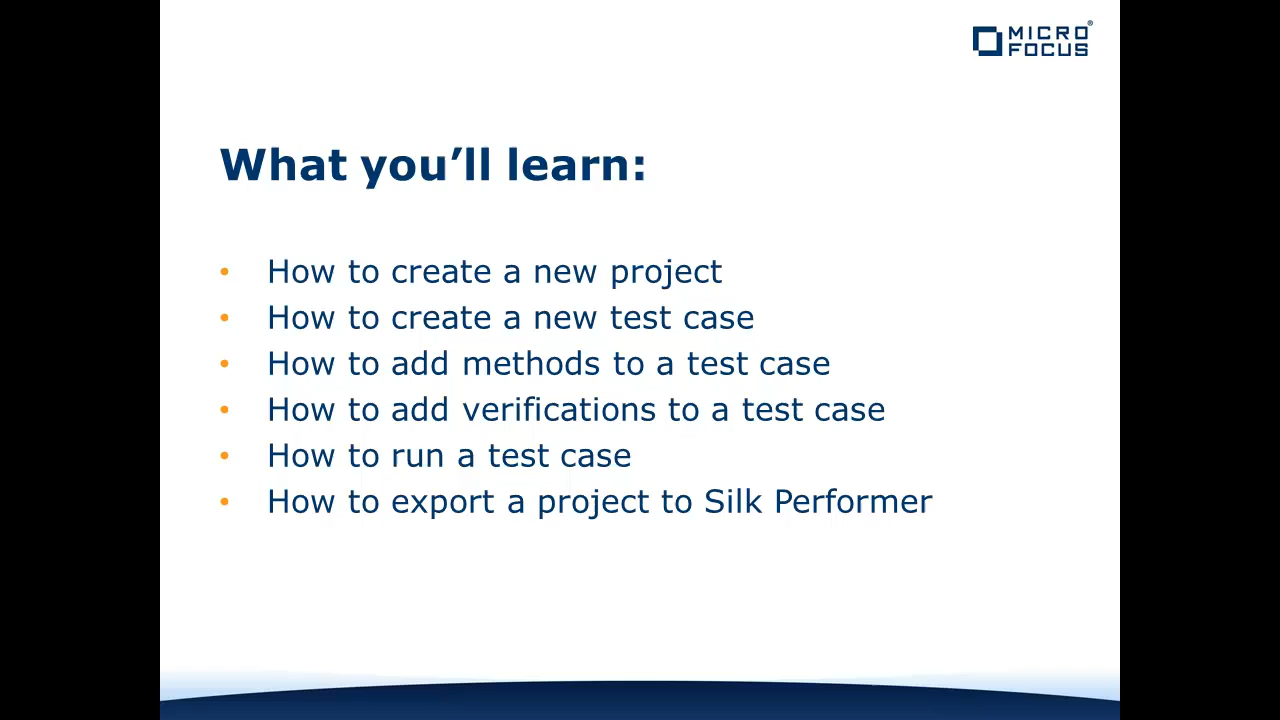 MICRO
FOCUS®
What you’ll learn:
• How to create a new project
• How to create a new test case
• How to add methods to a test case
• How to add verifications to a test case
• How to run a test case
• How to export a project to Silk Performer